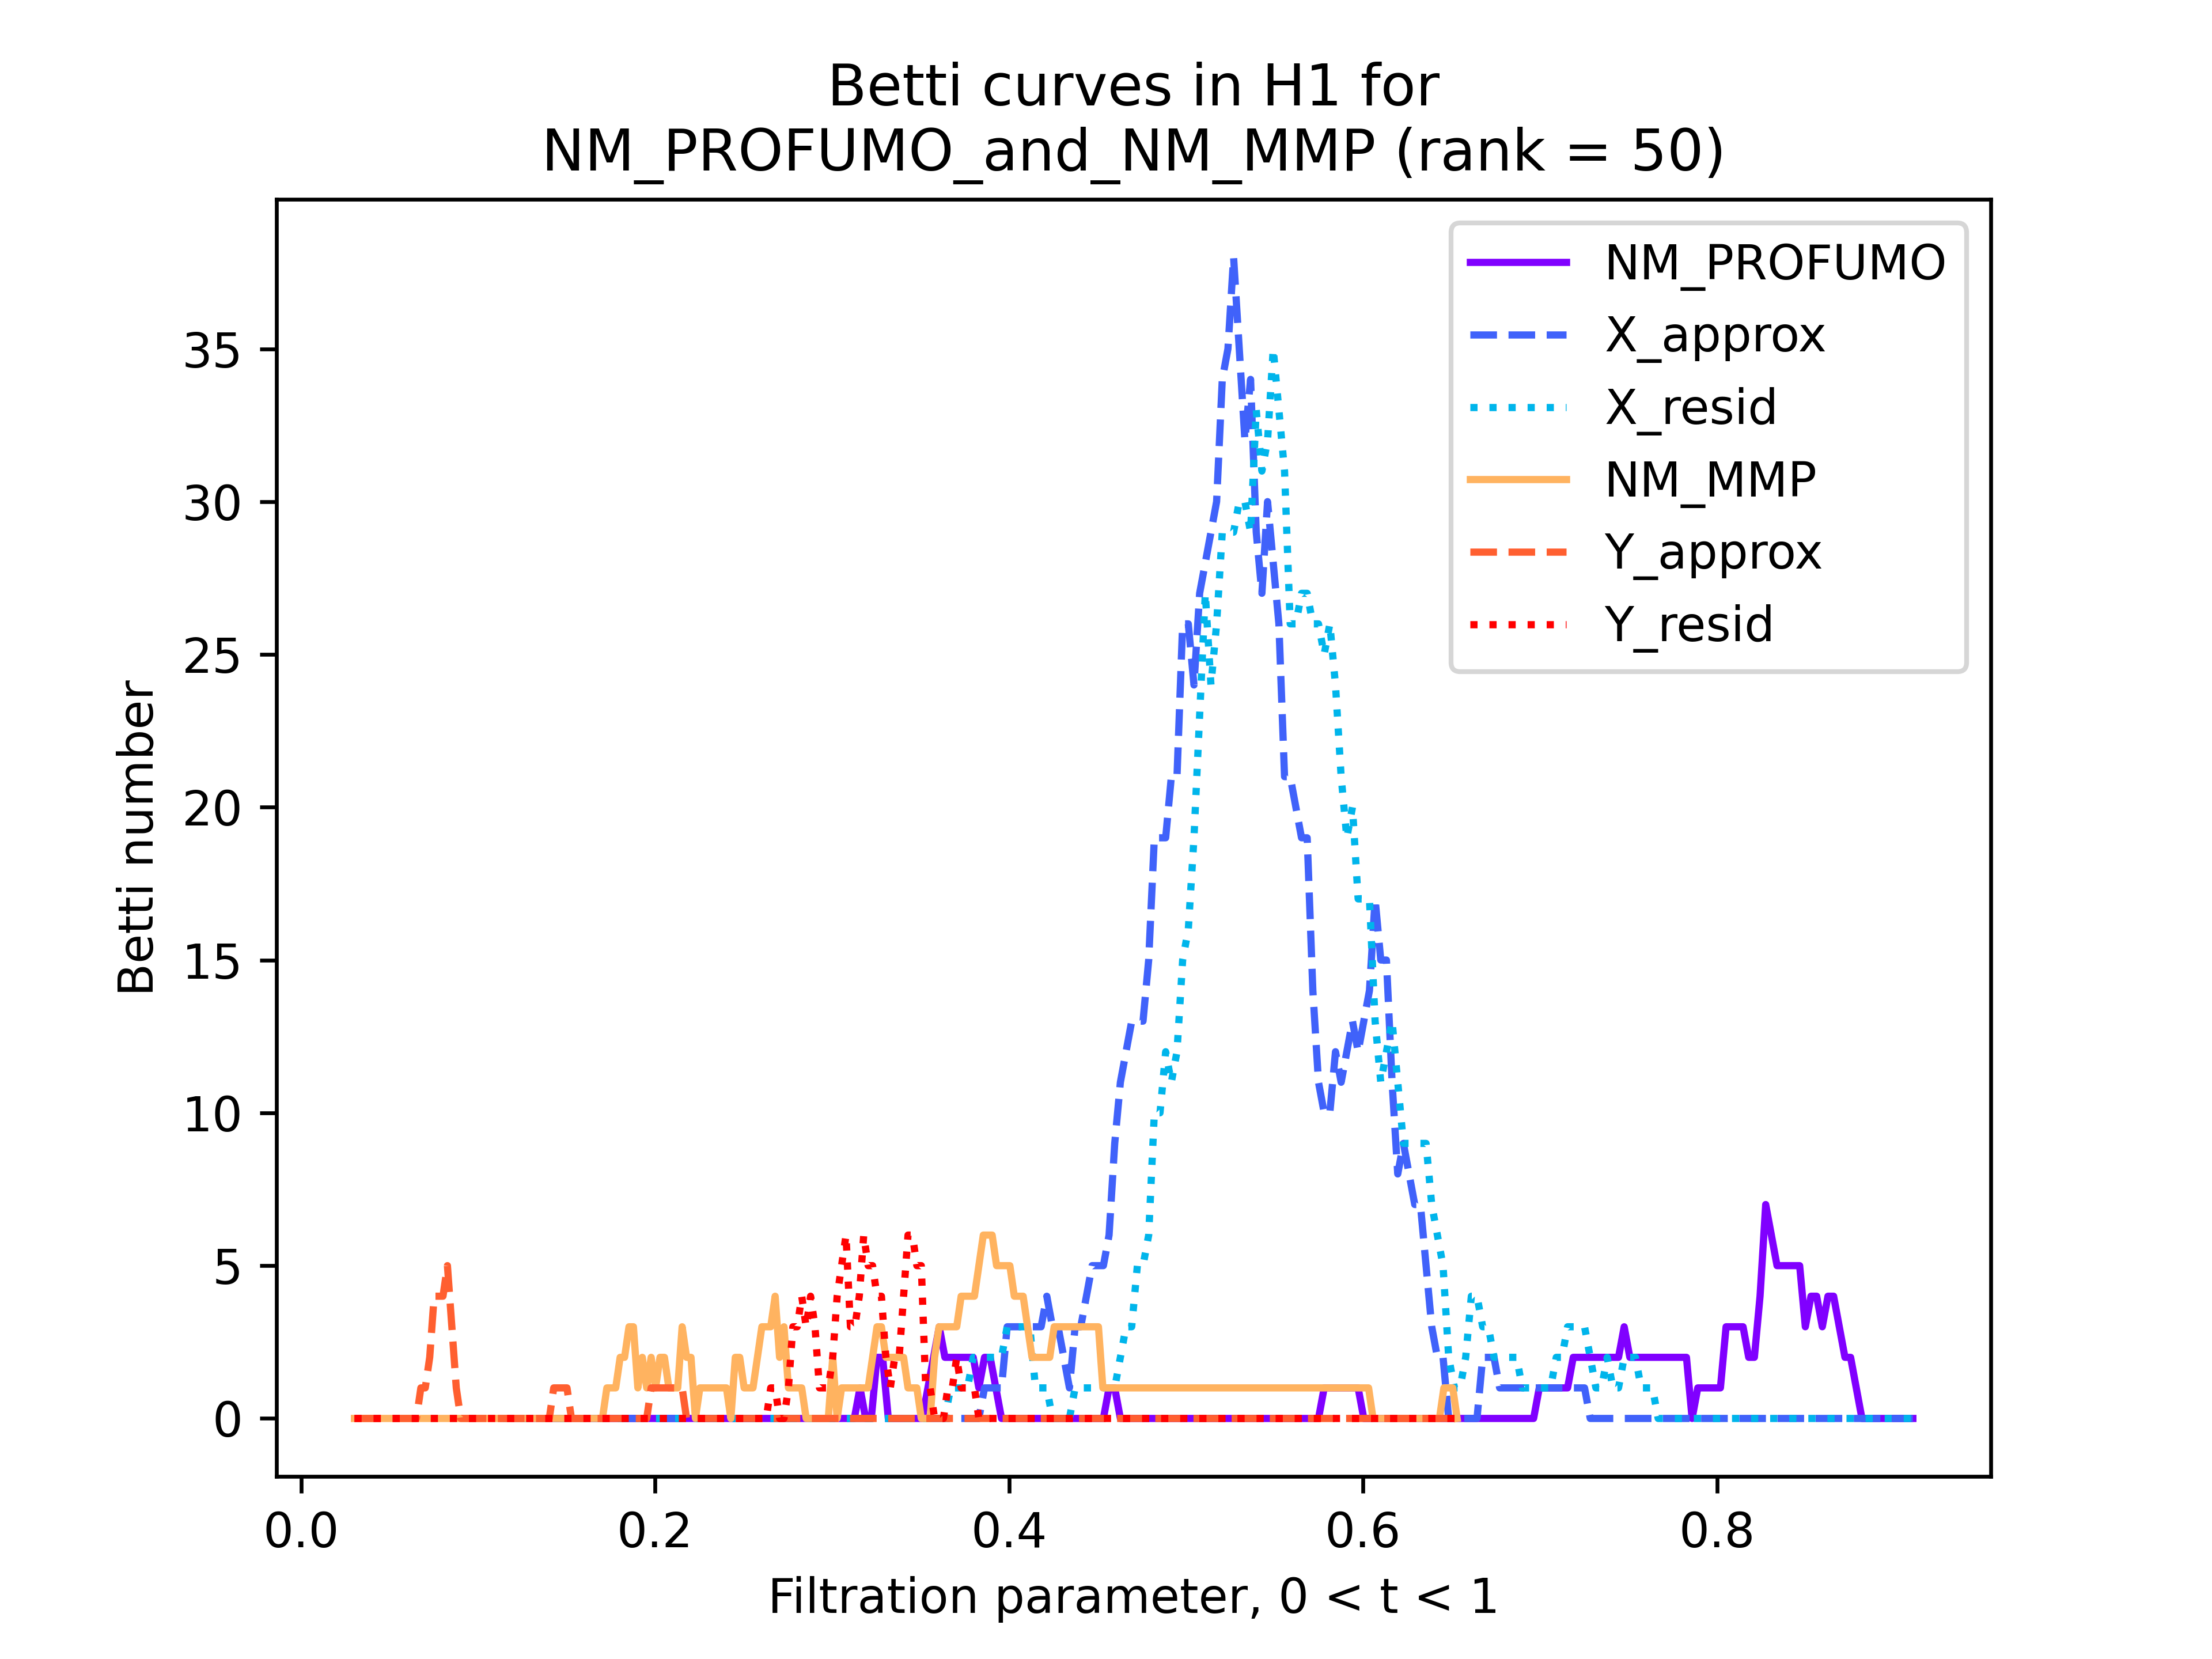 Betti curves in H1 for
NM_PROFUMO_and_NM_MMP (rank = 50)
NM_PROFUMO
X_approx
X_resid
NM_MMP
Y_approx
Y_resid
Betti number
35
30
25
20
15
10
5
0
0.0 0.2 0.4 0.6 0.8
Filtration parameter, 0 < t < 1